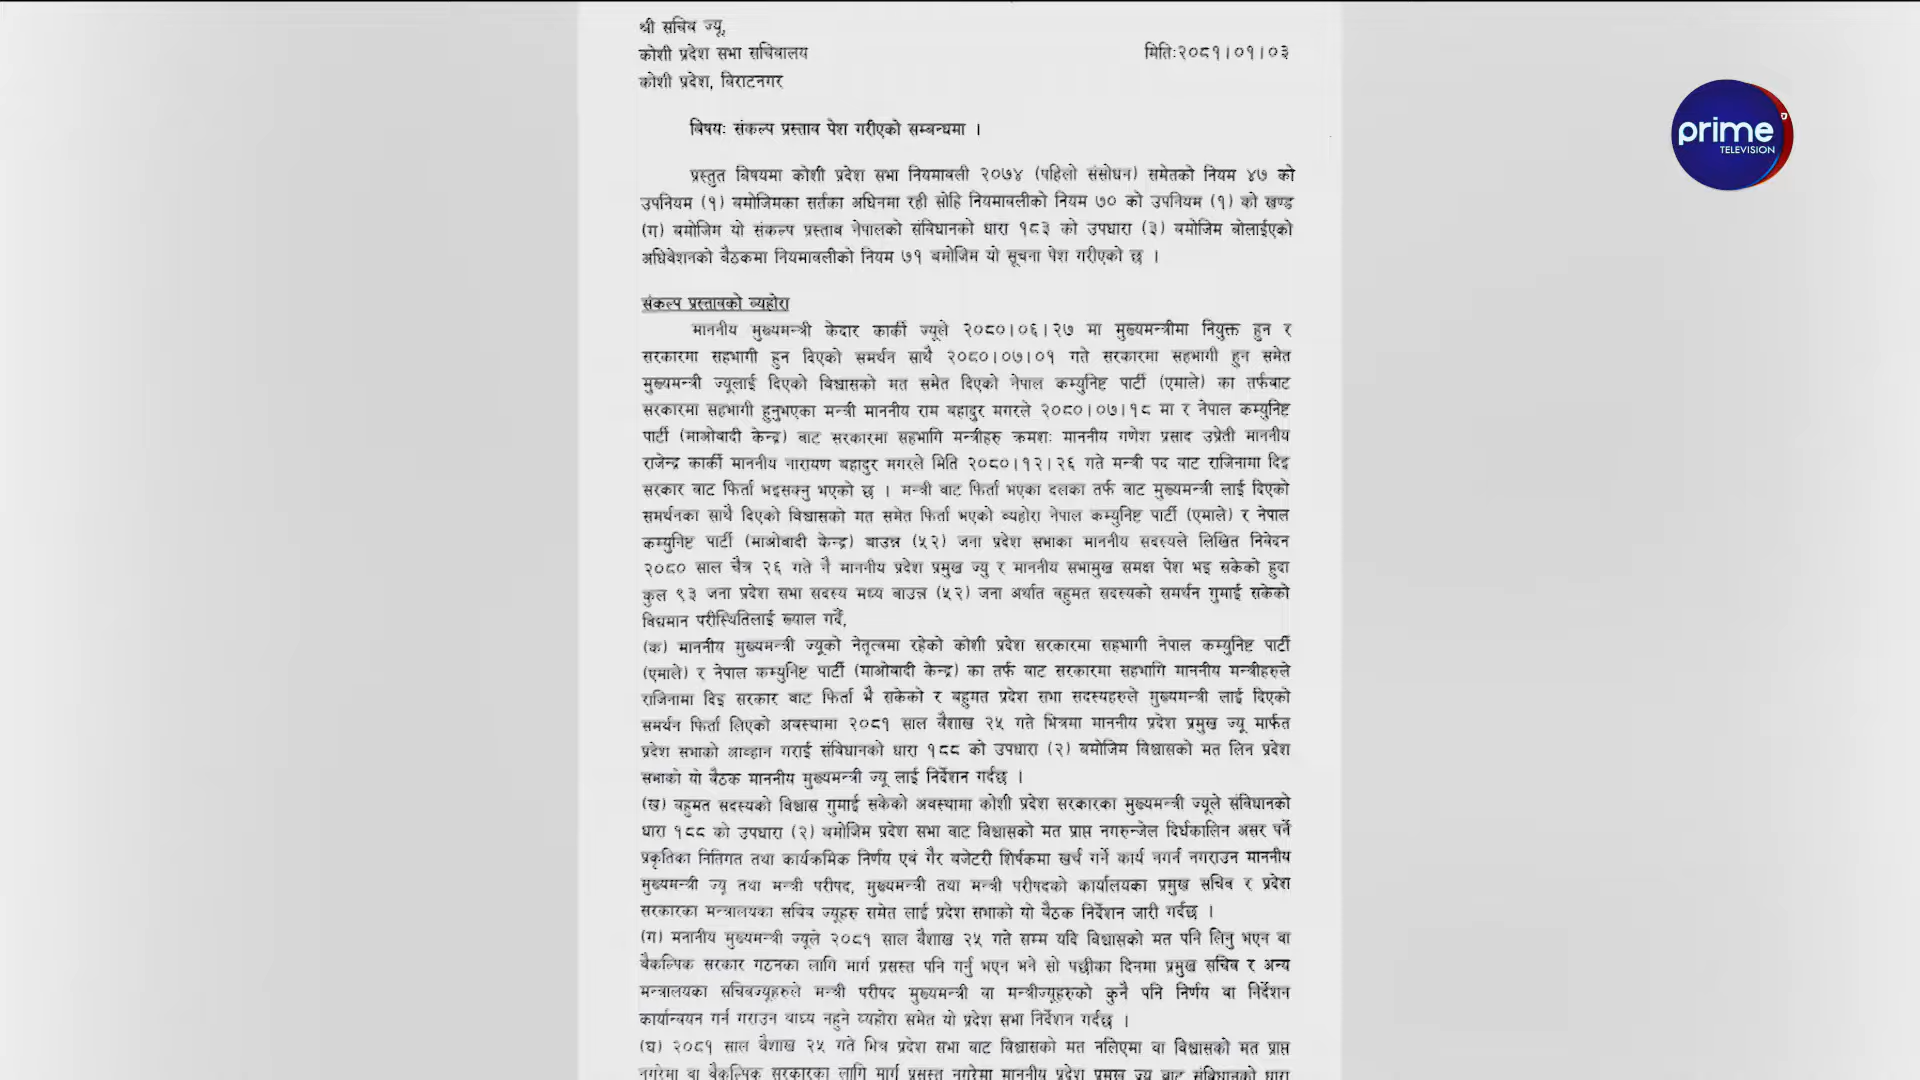 श्री सचिव ज्यू,
कोशी प्रदेश सभा सचिवालय
मिति:२०८१।०१।०३
कोशी प्रदेश, विराटनगर
prime
TELEVISION
विषय: संकल्प प्रस्ताव पेश गरीएको सम्बन्धमा ।
प्रस्तुत विषयमा कोशी प्रदेश सभा नियमावली २०७४ (पहिलो संसोधन) समेतको नियम ४७ को
उपनियम (१) बमोजिमका सर्तका अधिनमा रही सोहि नियमावलीको नियम ७० को उपनियम (१) को खण्ड
(ग) बमोजिम यो संकल्प प्रस्ताव नेपालको संविधानको धारा १८३ को उपधारा (३) बमोजिम बोलाईएको
अधिवेशनको बैठकमा नियमावलीको नियम ७१ बमोजिम यो सूचना पेश गरीएको छ ।
संकल्प प्रस्तावको व्यहोरा
माननीय मुख्यमन्त्री केदार कार्की ज्यूले २०८०।०६।२७ मा मुख्यमन्त्रीमा नियुक्त हुन र
सरकारमा सहभागी हुन दिएको समर्थन साथै २०८०।०७।०१ गते सरकारमा सहभागी हुन समेत
मुख्यमन्त्री ज्यूलाई दिएको विश्वासको मत समेत दिएको नेपाल कम्युनिष्ट पार्टी (एमाले) का तर्फबाट
सरकारमा सहभागी हुनुभएका मन्त्री माननीय राम बहादुर मगरले २०८०।०७।१८ मा र नेपाल कम्युनिष्ट
पार्टी (माओवादी केन्द्र) बाट सरकारमा सहभागि मन्त्रीहरु क्रमश: माननीय गणेश प्रसाद उप्रेती माननीय
राजेन्द्र कार्की माननीय नारायण बहादुर मगरले मिति २०८०।१२।२६ गते मन्त्री पद बाट राजिनामा दिइ
सरकार बाट फिर्ता भइसक्नु भएको छ । मन्त्री बाट फिर्ता भएका दलका तर्फ बाट मुख्यमन्त्री लाई दिएको
समर्थनका साथै दिएको विश्वासको मत समेत फिर्ता भएको व्यहोरा नेपाल कम्युनिष्ट पार्टी (एमाले) र नेपाल
कम्युनिष्ट पार्टी (माओवादी केन्द्र) बाउन्न (५२) जना प्रदेश सभाका माननीय सदस्यले लिखित निवेदन
२०८० साल चैत्र २६ गते नै माननीय प्रदेश प्रमुख ज्यु र माननीय सभामुख समक्ष पेश भइ सकेको हुदा
कुल ९३ जना प्रदेश सभा सदस्य मध्य बाउन्न (५२) जना अर्थात बहुमत सदस्यको समर्थन गुमाई सकेको
विद्यमान परीस्थितिलाई ख्याल गर्दै,
(क) माननीय मुख्यमन्त्री ज्यूको नेतृत्वमा रहेको कोशी प्रदेश सरकारमा सहभागी नेपाल कम्युनिष्ट पार्टी
(एमाले) र नेपाल कम्युनिष्ट पार्टी (माओवादी केन्द्र) का तर्फ बाट सरकारमा सहभागि माननीय मन्त्रीहरुले
राजिनामा दिइ सरकार बाट फिर्ता भै सकेको र बहुमत प्रदेश सभा सदस्यहरुले मुख्यमन्त्री लाई दिएको
समर्थन फिर्ता लिएको अवस्थामा २०८१ साल बैशाख २५ गते भित्रमा माननीय प्रदेश प्रमुख ज्यू मार्फत
प्रदेश सभाको आव्हान गराई संविधानको धारा १८८ को उपधारा (२) बमोजिम विश्वासको मत लिन प्रदेश
सभाको यो बैठक माननीय मुख्यमन्त्री ज्यू लाई निर्देशन गर्दछ ।
(ख) बहुमत सदस्यको विश्वास गुमाई सकेको अवस्थामा कोशी प्रदेश सरकारका मुख्यमन्त्री ज्यूले संविधानको
धारा १८८ को उपधारा (२) बमोजिम प्रदेश सभा बाट विश्वासको मत प्राप्त नगरुन्जेल दिर्घकालिन असर पर्ने
प्रकृतिका नितिगत तथा कार्यक्रमिक निर्णय एवं गैर बजेटरी शिर्षकमा खर्च गर्ने कार्य नगर्न नगराउन माननीय
मुख्यमन्त्री ज्यू तथा मन्त्री परीषद, मुख्यमन्त्री तथा मन्त्री परीषदको कार्यालयका प्रमुख सचिव र प्रदेश
सरकारका मन्त्रालयका सचिव ज्यूहरु समेत लाई प्रदेश सभाको यो बैठक निर्देशन जारी गर्दछ ।
(ग) मनानीय मुख्यमन्त्री ज्यूले २०८१ साल बैशाख २५ गते सम्म यदि विश्वासको मत पनि लिनु भएन वा
बैकल्पिक सरकार गठनका लागि मार्ग प्रसस्त पनि गर्नु भएन भने सो पछीका दिनमा प्रमुख सचिव र अन्य
मन्त्रालयका सचिवज्यूहरुले मन्त्री परीषद मुख्यमन्त्री वा मन्त्रीज्यूहरुको कुनै पनि निर्णय वा निर्देशन
कार्यान्वयन गर्न गराउन बाध्य नहुने व्यहोरा समेत यो प्रदेश सभा निर्देशन गर्दछ ।
(घ) २०८१ साल बैशाख २५ गते भित्र प्रदेश सभा बाट विश्वासको मत नलिएमा वा विश्वासको मत प्राप्त
नगरेमा वा बैकल्पिक सरकारका लागि मार्ग प्रसस्त नगरेमा माननीय प्रदेश प्रमुख ज्यू बाट संविधानको धारा